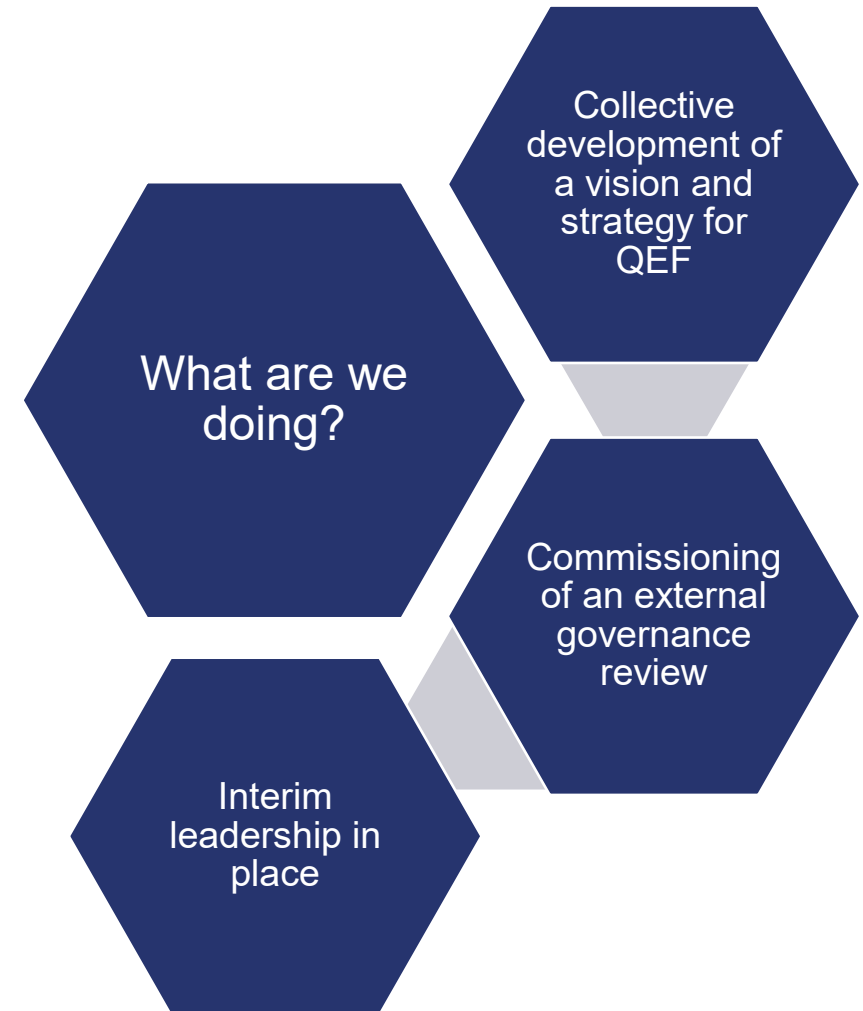 What are we
doing?
Collective
development of
a vision and
strategy for
QEF
Commissioning
of an external
governance
review
Interim
leadership in
place